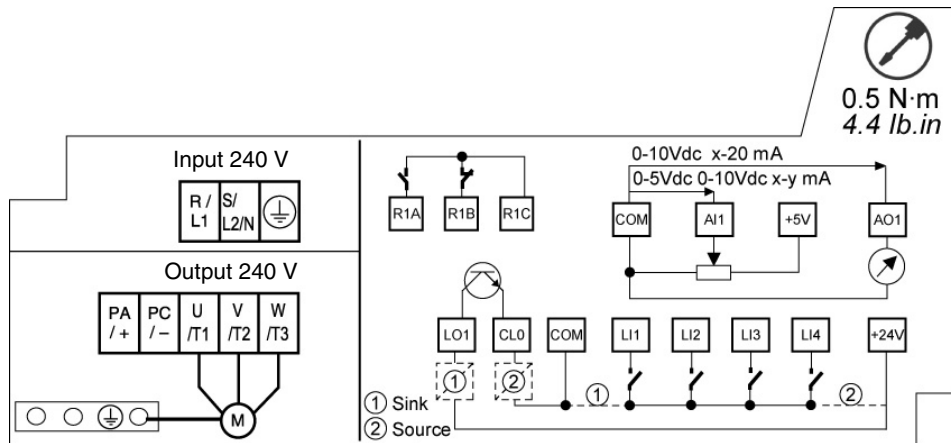 0.5 N·m
4.4 lb.in
Input 240 V
R / L1
S/ L2/N
Output 240 V
PA / +
PC / –
U /T1
V /T2
W /T3
M
R1A
R1B
R1C
0-10Vdc x-20 mA
0-5Vdc 0-10Vdc x-y mA
COM
AI1
+5V
AO1
LO1
CL0
COM
LI1
LI2
LI3
LI4
+24V
1
2
1
2
1 Sink
2 Source